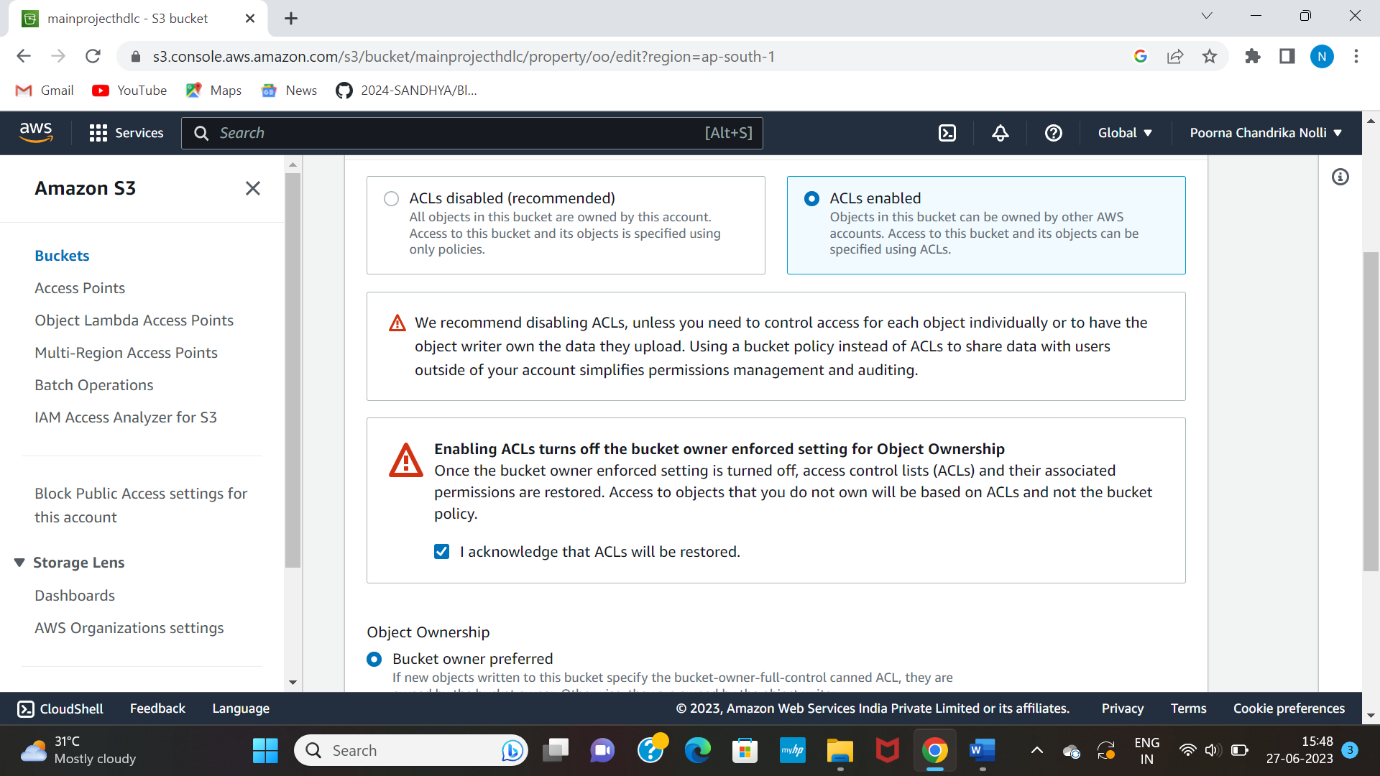 mainprojecthdlc - S3 bucket
s3.console.aws.amazon.com/s3/bucket/mainprojecthdlc/property/oo/edit?region=ap-south-1
N
Gmail
YouTube
Maps
News
2024-SANDHYA/BI...
aws
Services
Search
[Alt+S]
Global
Poorna Chandrika Nolli
Amazon S3
Buckets
Access Points
Object Lambda Access Points
Multi-Region Access Points
Batch Operations
IAM Access Analyzer for S3
Block Public Access settings for
this account
Storage Lens
Dashboards
AWS Organizations settings
ACLs disabled (recommended)
All objects in this bucket are owned by this account.
Access to this bucket and its objects is specified using
only policies.
ACLs enabled
Objects in this bucket can be owned by other AWS
accounts. Access to this bucket and its objects can be
specified using ACLs.
We recommend disabling ACLs, unless you need to control access for each object individually or to have the
object writer own the data they upload. Using a bucket policy instead of ACLs to share data with users
outside of your account simplifies permissions management and auditing.
Enabling ACLs turns off the bucket owner enforced setting for Object Ownership
Once the bucket owner enforced setting is turned off, access control lists (ACLs) and their associated
permissions are restored. Access to objects that you do not own will be based on ACLs and not the bucket
policy.
I acknowledge that ACLs will be restored.
Object Ownership
Bucket owner preferred
If new objects written to this bucket specify the bucket-owner-full-control canned ACL, they are
CloudShell
Feedback
Language
© 2023, Amazon Web Services India Private Limited or its affiliates.
Privacy
Terms
Cookie preferences
31°C
Mostly cloudy
Search
myhp
W
ENG
IN
15:48
27-06-2023
3